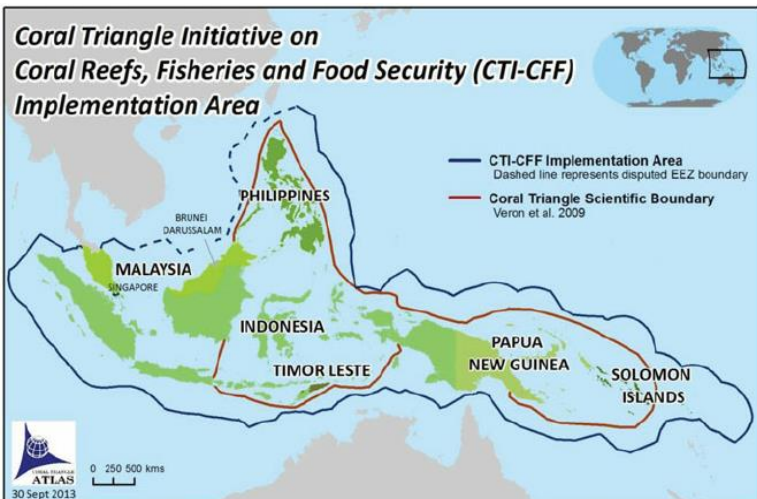 Coral Triangle Initiative on
Coral Reefs, Fisheries and Food Security (CTI-CFF)
Implementation Area
CTI-CFF Implementation Area
Dashed line represents disputed EEZ boundary
Coral Triangle Scientific Boundary
Veron et al. 2009
PHILIPPINES
BRUNEI
DARUSSALAM
MALAYSIA
SINGAPORE
INDONESIA
PAPUA
NEW GUINEA
TIMOR LESTE
SOLOMON
ISLANDS
CORAL TRIANGLE
ATLAS
30 Sept 2013
0 250 500 kms